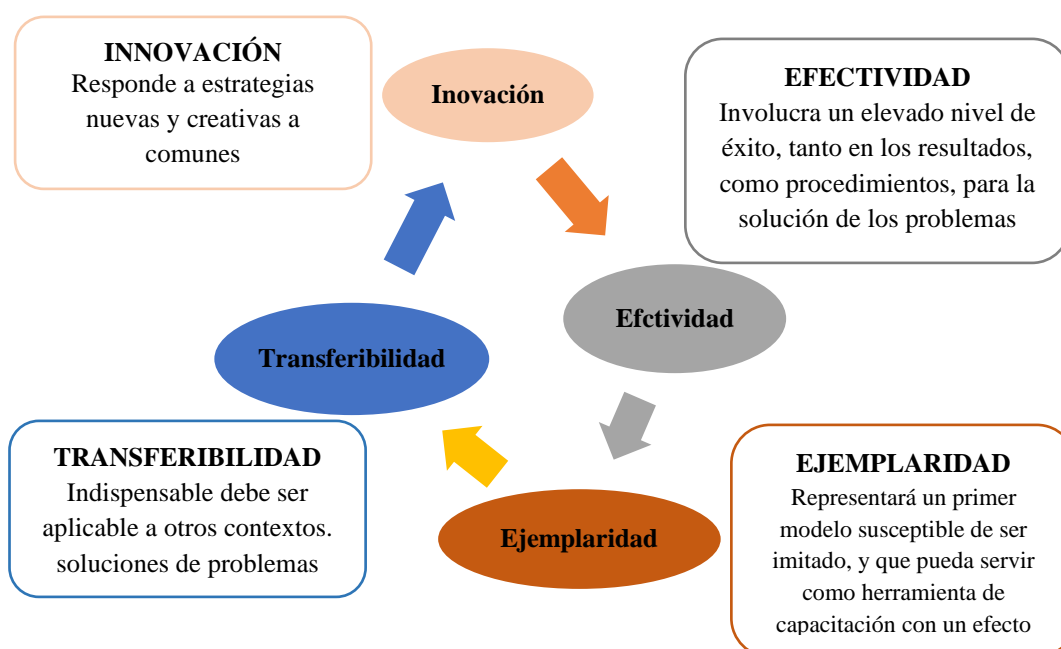 INNOVACIÓN
Responde a estrategias
nuevas y creativas a
comunes
Inovación
EFECTIVIDAD
Involucra un elevado nivel de
éxito, tanto en los resultados,
como procedimientos, para la
solución de los problemas
Efctividad
Transferibilidad
TRANSFERIBILIDAD
Indispensable debe ser
aplicable a otros contextos.
soluciones de problemas
Ejemplaridad
EJEMPLARIDAD
Representará un primer
modelo susceptible de ser
imitado, y que pueda servir
como herramienta de
capacitación con un efecto